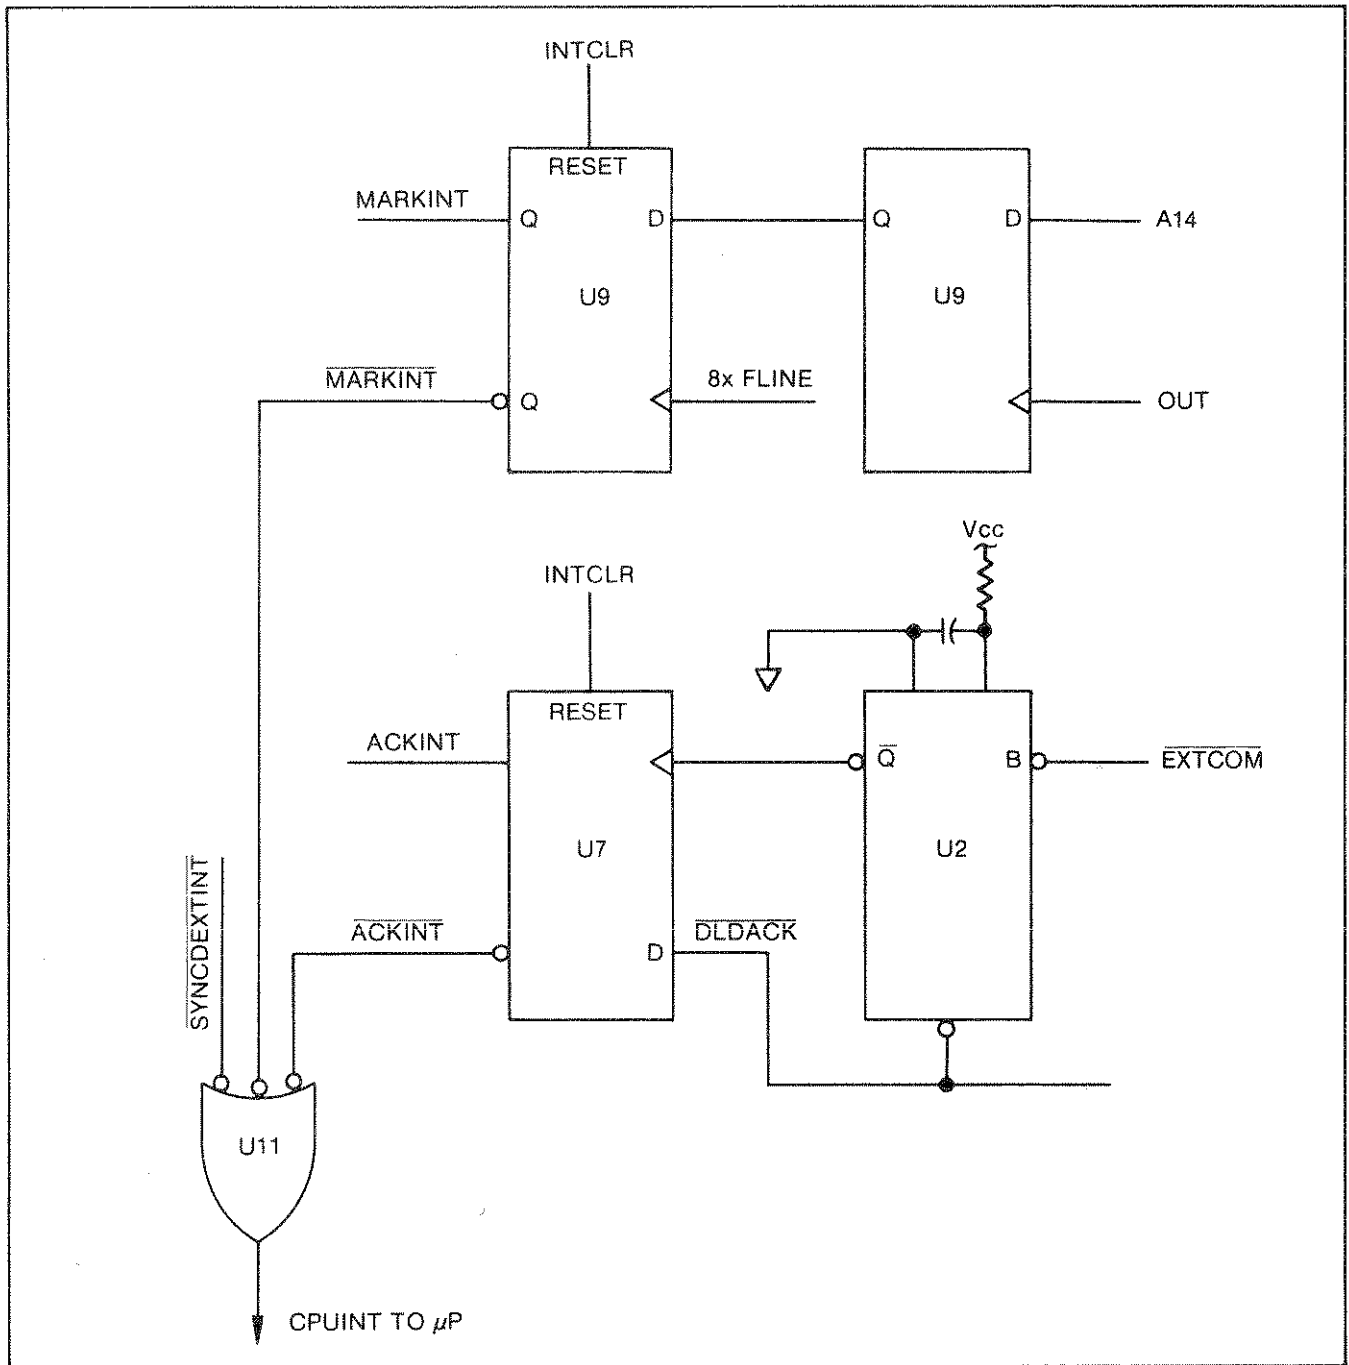 INTCLR
RESET
MARKINT
Q
D
Q
D
A14
U9
U9
MARKINT
Q
8x FLINE
OUT
Vcc
INTCLR
RESET
ACKINT
Q̅
B
EXTCOM
U7
U2
SYNCDEXTINT
ACKINT
D
DLDACK
U11
CPUINT TO µP